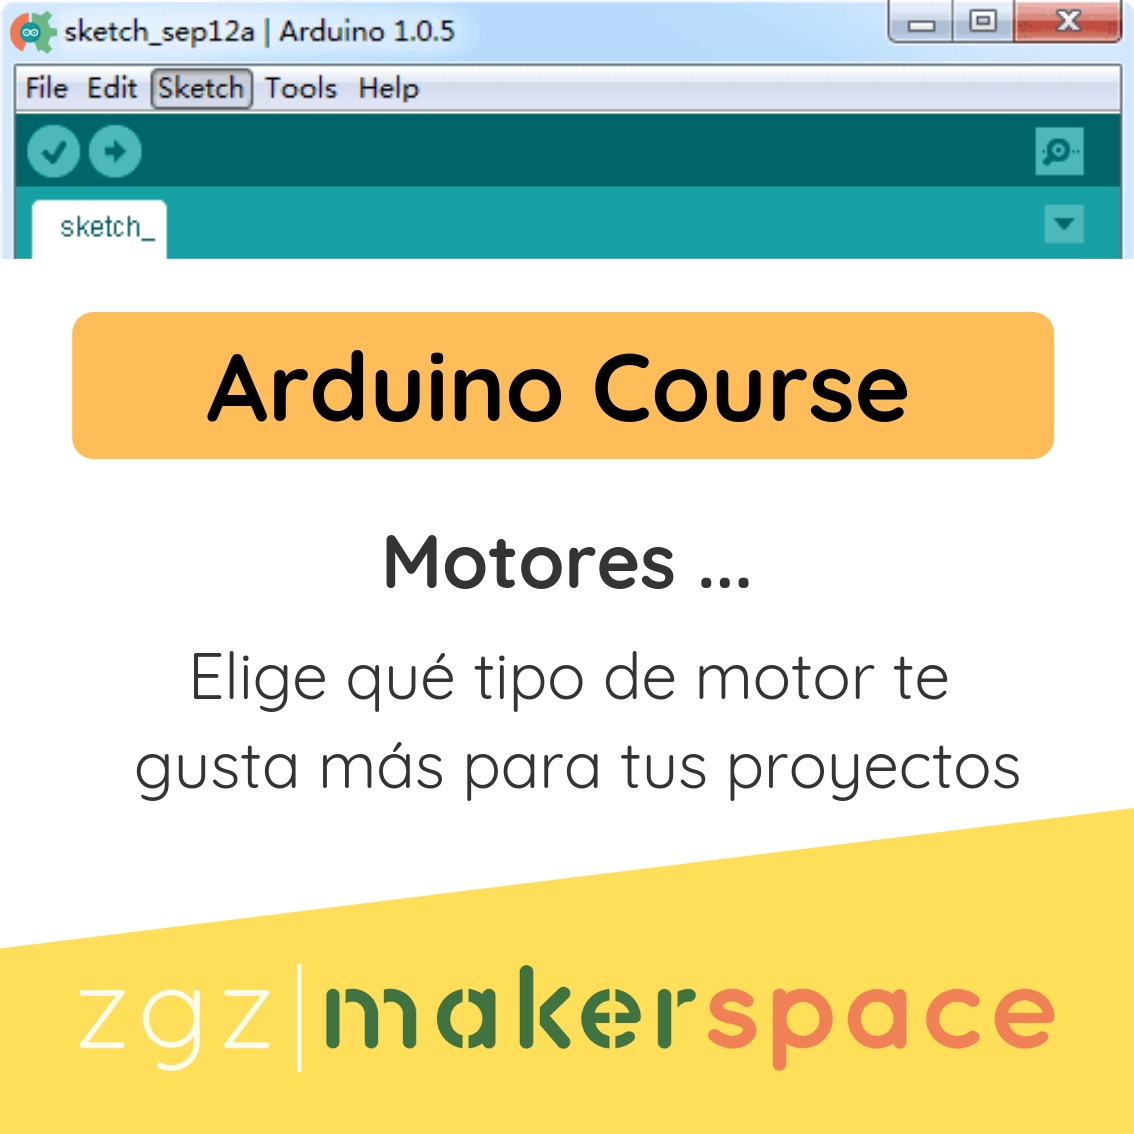 sketch_sep12a | Arduino 1.0.5
File Edit Sketch Tools Help
sketch_
Arduino Course
Motores ...
Elige qué tipo de motor te
gusta más para tus proyectos
zgz|makerspace